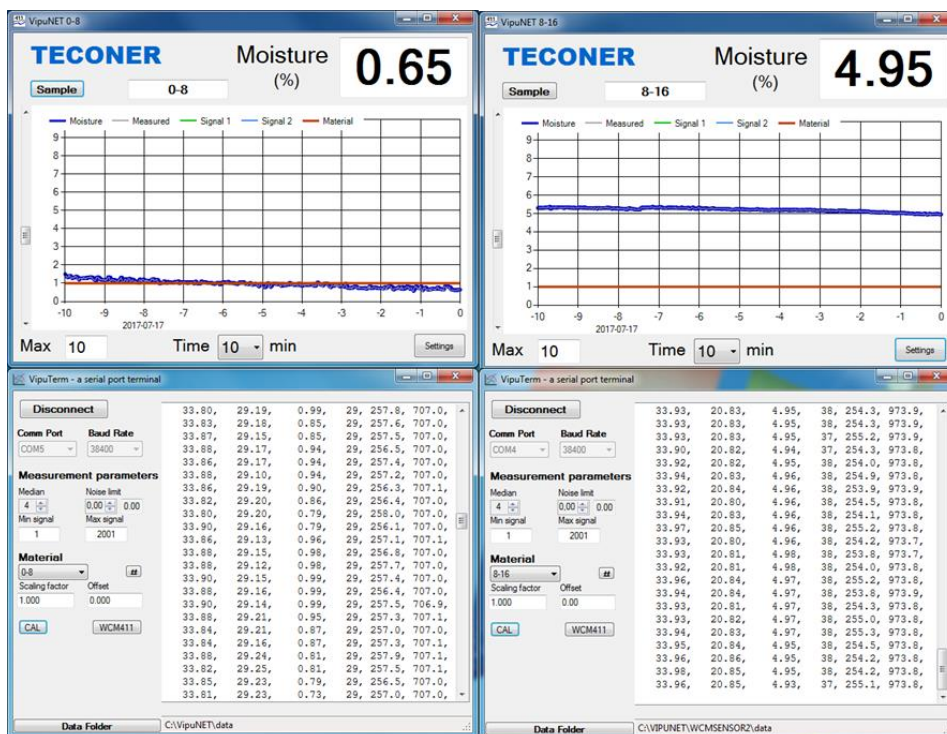 VipuNET 0-8
TECONER
Moisture
(%)
0.65
Sample
0-8
Moisture Measured Signal 1 Signal 2 Material
9
8
7
6
5
4
3
2
1
0
-10 -9 -8 -7 -6 -5 -4 -3 -2 -1 0
2017-07-17
Max 10 Time 10 min Settings
VipuNET 8-16
TECONER
Moisture
(%)
4.95
Sample
8-16
Moisture Measured Signal 1 Signal 2 Material
9
8
7
6
5
4
3
2
1
0
-10 -9 -8 -7 -6 -5 -4 -3 -2 -1 0
2017-07-17
Max 10 Time 10 min Settings
VipuTerm - a serial port terminal
Disconnect
Comm Port Baud Rate
COM5 38400
Measurement parameters
Median Noise limit
4 0.00 0.00
Min signal Max signal
1 2001
Material
0-8 #
Scaling factor Offset
1.000 0.000
CAL WCM411
33.80, 29.19, 0.99, 29, 257.8, 707.0,
33.83, 29.18, 0.85, 29, 257.6, 707.0,
33.87, 29.15, 0.85, 29, 257.5, 707.0,
33.88, 29.17, 0.94, 29, 256.5, 707.0,
33.86, 29.17, 0.94, 29, 257.4, 707.0,
33.88, 29.10, 0.94, 29, 257.2, 707.0,
33.86, 29.19, 0.90, 29, 256.3, 707.1,
33.82, 29.20, 0.86, 29, 256.4, 707.0,
33.80, 29.20, 0.79, 29, 258.0, 707.0,
33.90, 29.16, 0.79, 29, 256.1, 707.0,
33.86, 29.13, 0.96, 29, 257.1, 707.1,
33.88, 29.15, 0.98, 29, 256.8, 707.0,
33.88, 29.12, 0.98, 29, 257.7, 707.0,
33.90, 29.15, 0.99, 29, 257.4, 707.0,
33.88, 29.16, 0.99, 29, 256.4, 707.0,
33.90, 29.14, 0.99, 29, 257.5, 706.9,
33.88, 29.21, 0.95, 29, 257.3, 707.1,
33.84, 29.21, 0.87, 29, 257.0, 707.0,
33.84, 29.16, 0.87, 29, 257.3, 707.1,
33.88, 29.24, 0.81, 29, 257.9, 707.1,
33.82, 29.25, 0.81, 29, 257.5, 707.1,
33.85, 29.23, 0.79, 29, 256.5, 707.0,
33.81, 29.23, 0.73, 29, 257.0, 707.0,
Data Folder C:\VipuNET\data
VipuTerm - a serial port terminal
Disconnect
Comm Port Baud Rate
COM4 38400
Measurement parameters
Median Noise limit
4 0.00 0.00
Min signal Max signal
1 2001
Material
8-16 #
Scaling factor Offset
1.000 0.00
CAL WCM411
33.93, 20.83, 4.95, 38, 254.3, 973.9,
33.93, 20.83, 4.95, 38, 254.3, 973.9,
33.93, 20.83, 4.95, 37, 255.2, 973.9,
33.90, 20.82, 4.94, 37, 254.3, 973.8,
33.92, 20.82, 4.95, 38, 254.0, 973.8,
33.94, 20.83, 4.96, 38, 254.9, 973.8,
33.92, 20.84, 4.96, 38, 253.9, 973.9,
33.91, 20.80, 4.96, 38, 254.5, 973.8,
33.94, 20.83, 4.96, 38, 254.1, 973.8,
33.97, 20.85, 4.96, 38, 255.2, 973.8,
33.93, 20.80, 4.96, 38, 254.2, 973.7,
33.93, 20.81, 4.98, 38, 253.8, 973.7,
33.92, 20.81, 4.98, 38, 254.0, 973.8,
33.96, 20.84, 4.97, 38, 255.2, 973.8,
33.94, 20.84, 4.97, 38, 253.8, 973.9,
33.93, 20.81, 4.97, 38, 254.3, 973.8,
33.93, 20.82, 4.97, 38, 255.0, 973.8,
33.94, 20.83, 4.97, 38, 255.3, 973.8,
33.95, 20.84, 4.95, 38, 254.5, 973.8,
33.96, 20.86, 4.95, 38, 254.2, 973.8,
33.98, 20.85, 4.95, 38, 254.2, 973.8,
33.96, 20.85, 4.93, 37, 255.1, 973.8,
Data Folder C:\VIPUNET\WCMSENSOR2\data